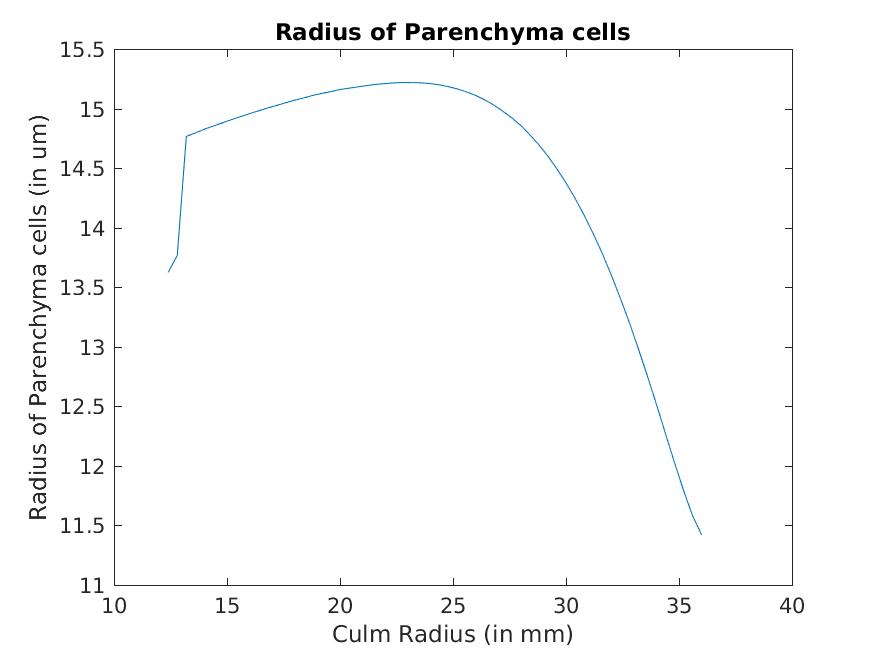 Radius of Parenchyma cells
Radius of Parenchyma cells (in um)
15.5
15
14.5
14
13.5
13
12.5
12
11.5
11
10 15 20 25 30 35 40
Culm Radius (in mm)